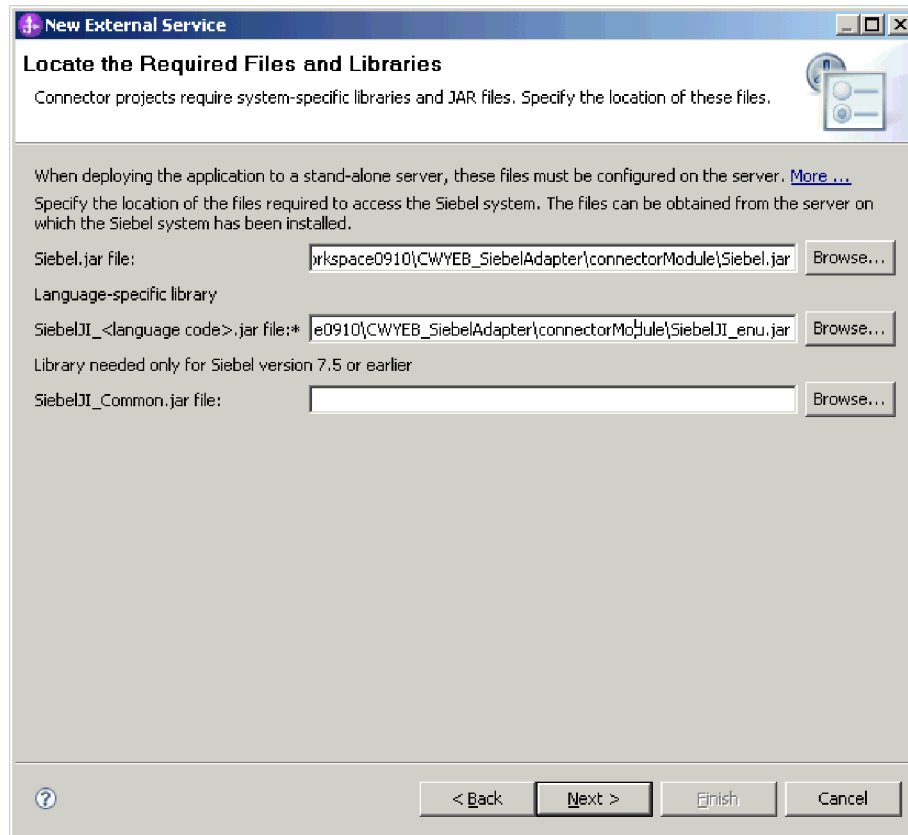 New External Service
Locate the Required Files and Libraries
Connector projects require system-specific libraries and JAR files. Specify the location of these files.
When deploying the application to a stand-alone server, these files must be configured on the server. More ...
Specify the location of the files required to access the Siebel system. The files can be obtained from the server on
which the Siebel system has been installed.
Siebel.jar file: orkspace0910\CWYEB_SiebelAdapter\connectorModule\Siebel.jar Browse...
Language-specific library
SiebelJI_<language code>.jar file:* e0910\CWYEB_SiebelAdapter\connectorModule\SiebelJI_enu.jar Browse...
Library needed only for Siebel version 7.5 or earlier
SiebelJI_Common.jar file: Browse...
? < Back Next > Finish Cancel